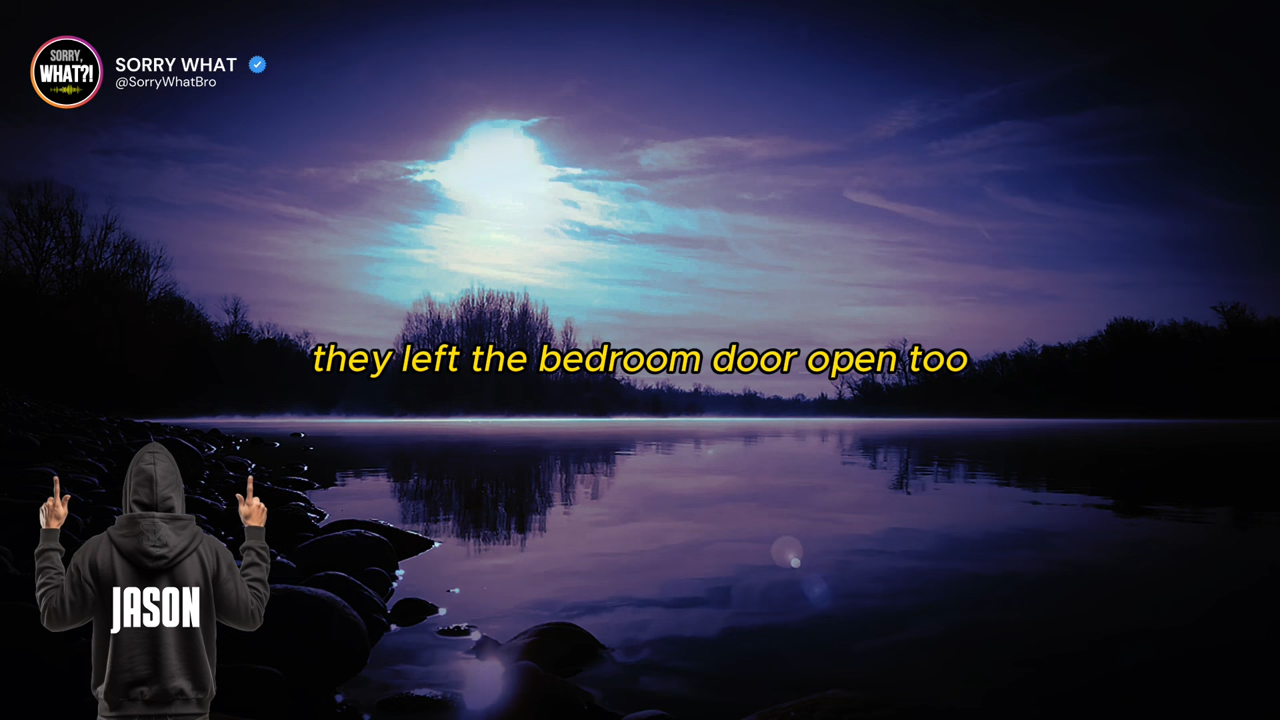 SORRY,
WHAT?!
SORRY WHAT
@SorryWhatBro
they left the bedroom door open too
JASON